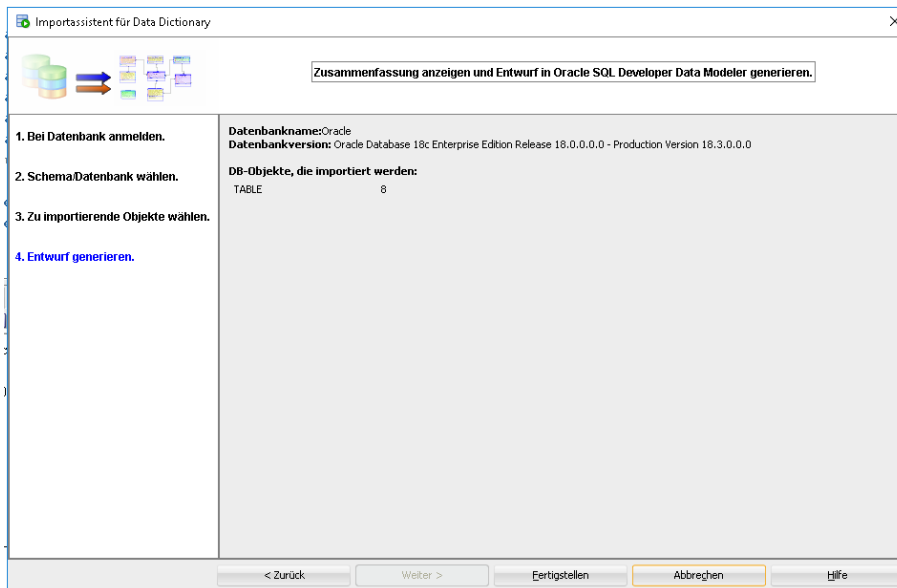 Importassistent für Data Dictionary
Zusammenfassung anzeigen und Entwurf in Oracle SQL Developer Data Modeler generieren.
1. Bei Datenbank anmelden.
2. Schema/Datenbank wählen.
3. Zu importierende Objekte wählen.
4. Entwurf generieren.
Datenbankname:Oracle
Datenbankversion: Oracle Database 18c Enterprise Edition Release 18.0.0.0.0 - Production Version 18.3.0.0.0
DB-Objekte, die importiert werden:
TABLE 8
< Zurück
Weiter >
Fertigstellen
Abbrechen
Hilfe